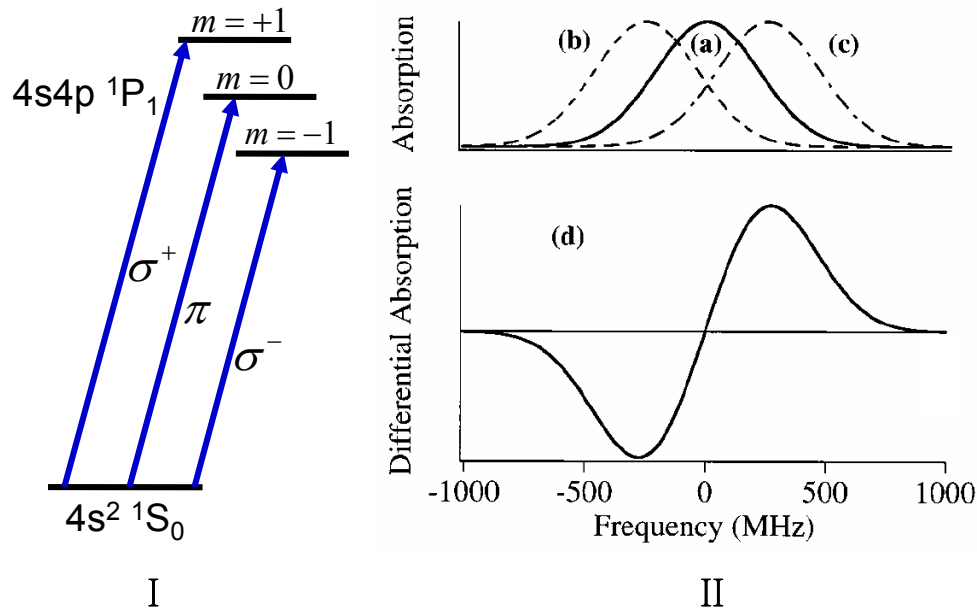 m = +1
m = 0
4s4p ¹P₁
m = −1
σ⁺
π
σ⁻
4s² ¹S₀
I
Absorption
(b)
(a)
(c)
Differential Absorption
(d)
-1000
-500
0
500
1000
Frequency (MHz)
II